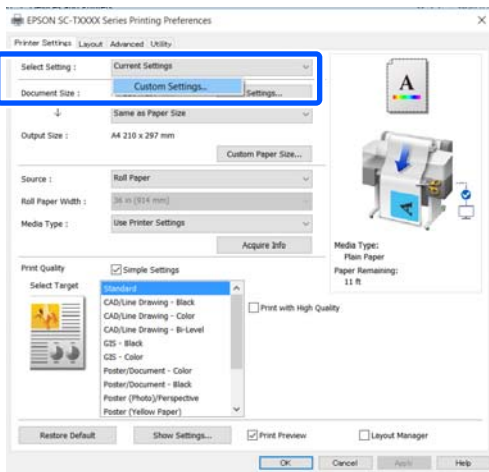 EPSON SC-TXXXX Series Printing Preferences
Printer Settings Layout Advanced Utility
Select Setting : Current Settings
Custom Settings...
Document Size : Settings...
Same as Paper Size
Output Size : A4 210 x 297 mm
Custom Paper Size...
Source : Roll Paper
Roll Paper Width : 36 in (914 mm)
Media Type : Use Printer Settings
Acquire Info
A
Media Type:
Plain Paper
Paper Remaining:
11 ft
Print Quality Simple Settings
Select Target
Standard
CAD/Line Drawing - Black
CAD/Line Drawing - Color
CAD/Line Drawing - Bi-Level
GIS - Black
GIS - Color
Poster/Document - Color
Poster/Document - Black
Poster (Photo)/Perspective
Poster (Yellow Paper)
Print with High Quality
Restore Default Show Settings... Print Preview Layout Manager
OK Cancel Apply Help